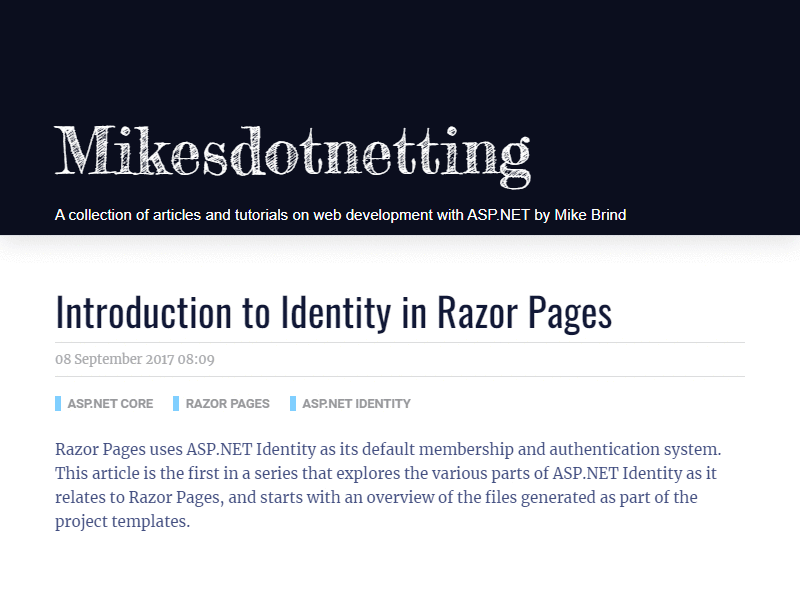 Mikesdotnetting
A collection of articles and tutorials on web development with ASP.NET by Mike Brind
Introduction to Identity in Razor Pages
08 September 2017 08:09
ASP.NET CORE RAZOR PAGES ASP.NET IDENTITY
Razor Pages uses ASP.NET Identity as its default membership and authentication system.
This article is the first in a series that explores the various parts of ASP.NET Identity as it
relates to Razor Pages, and starts with an overview of the files generated as part of the
project templates.